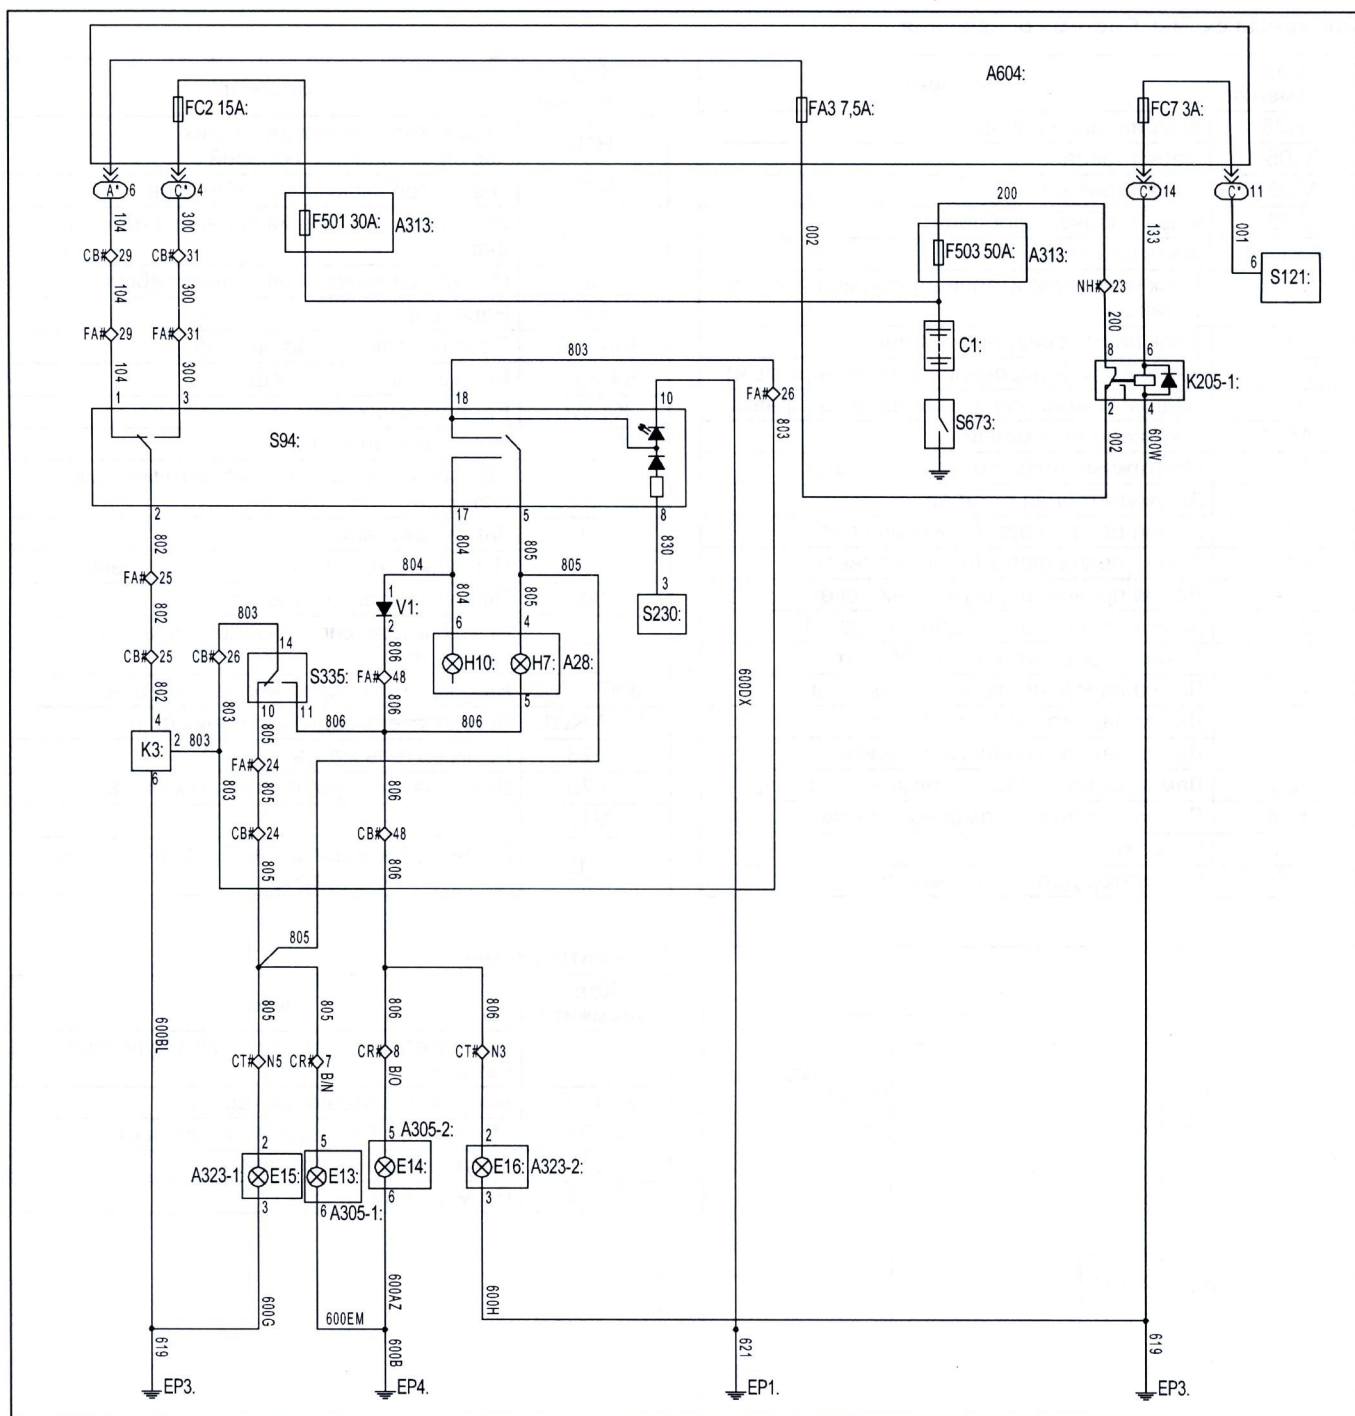 A604:
FC2 15A:
FA3 7,5A:
FC7 3A:
A* 6
C* 4
C* 14
C* 11
104
300
F501 30A:
A313:
002
200
F503 50A:
A313:
133
001
6
S121:
CB# 29
CB# 31
NH# 23
104
300
200
FA# 29
FA# 31
C1:
104
300
803
8
6
K205-1:
1
3
18
10
FA# 26
2
4
803
S94:
S673:
002
600W
2
17
5
8
802
804
805
830
FA# 25
804
805
1
V1:
2
3
S230:
802
803
804
805
6
4
14
806
CB# 25
CB# 26
S335:
FA# 48
H10:
H7:
A28:
802
803
10
11
806
5
600DX
4
805
806
806
K3:
2
803
6
FA# 24
803
805
806
CB# 24
CB# 48
805
806
805
600BL
805
805
806
806
CT# N5
CR# 7
CR# 8
CT# N3
B/N
B/O
2
5
5
A305-2:
2
A323-1:
E15:
E13:
E14:
E16:
A323-2:
3
6
A305-1:
6
3
600G
600EM
600AZ
600H
619
600B
621
619
EP3.
EP4.
EP1.
EP3.